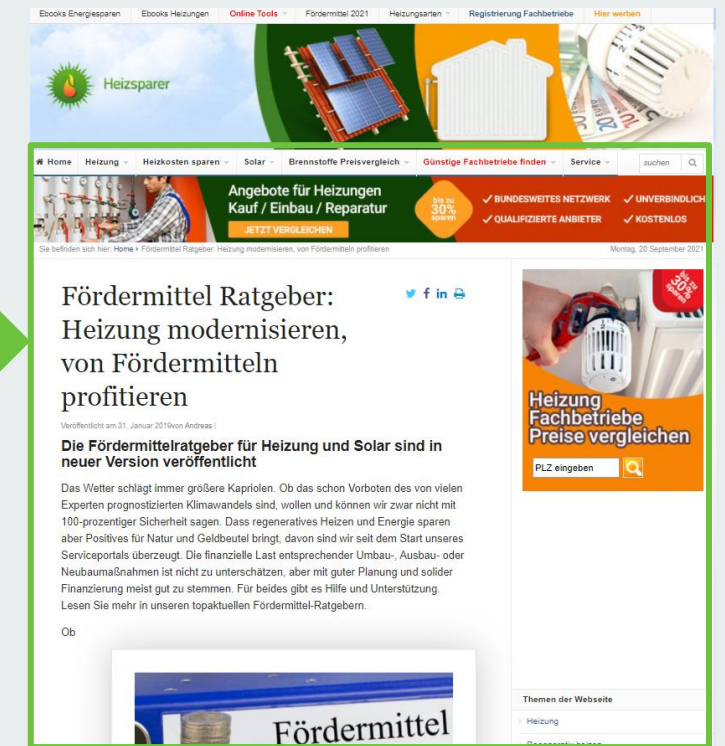 Ebooks Energiesparen Ebooks Heizungen Online Tools Fördermittel 2021 Heizungsarten Registrierung Fachbetriebe Hier werben
Heizsparer
Home Heizung Heizkosten sparen Solar Brennstoffe Preisvergleich Günstige Fachbetriebe finden Service suchen
Angebote für Heizungen
Kauf / Einbau / Reparatur
JETZT VERGLEICHEN
bis zu
30%
sparen
✓ BUNDESWEITES NETZWERK ✓ UNVERBINDLICH
✓ QUALIFIZIERTE ANBIETER ✓ KOSTENLOS
Sie befinden sich hier: Home › Fördermittel Ratgeber: Heizung modernisieren, von Fördermitteln profitieren
Montag, 20 September 2021
Fördermittel Ratgeber:
Heizung modernisieren,
von Fördermitteln
profitieren
Veröffentlicht am 31. Januar 2019von Andreas |
Die Fördermittelratgeber für Heizung und Solar sind in
neuer Version veröffentlicht
Das Wetter schlägt immer größere Kapriolen. Ob das schon Vorboten des von vielen
Experten prognostizierten Klimawandels sind, wollen und können wir zwar nicht mit
100-prozentiger Sicherheit sagen. Dass regeneratives Heizen und Energie sparen
aber Positives für Natur und Geldbeutel bringt, davon sind wir seit dem Start unseres
Serviceportals überzeugt. Die finanzielle Last entsprechender Umbau-, Ausbau- oder
Neubaumaßnahmen ist nicht zu unterschätzen, aber mit guter Planung und solider
Finanzierung meist gut zu stemmen. Für beides gibt es Hilfe und Unterstützung.
Lesen Sie mehr in unseren topaktuellen Fördermittel-Ratgebern.
Ob
Fördermittel
bis zu
30%
sparen
Heizung
Fachbetriebe
Preise vergleichen
PLZ eingeben
Themen der Webseite
Heizung